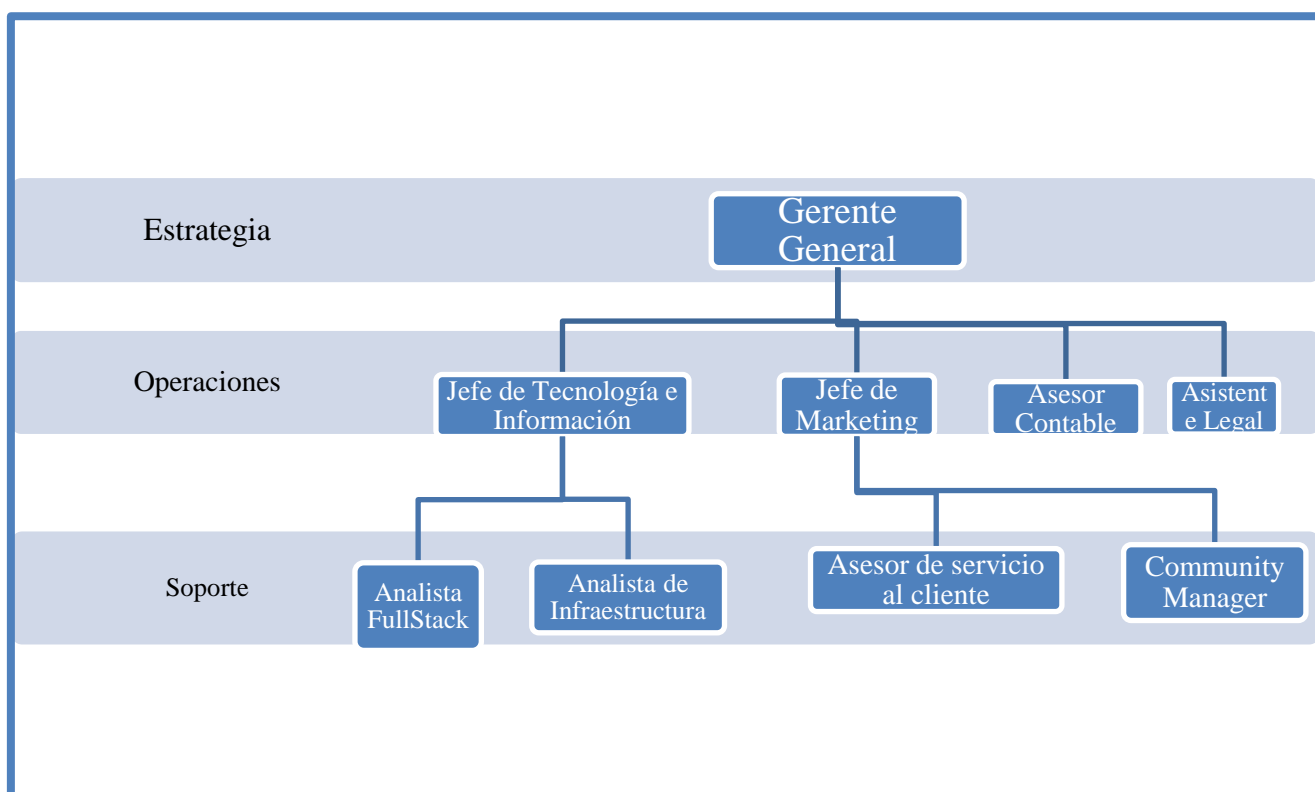 Estrategia
Gerente
General
Operaciones
Jefe de Tecnología e
Información
Jefe de
Marketing
Asesor
Contable
Asistent
e Legal
Soporte
Analista
FullStack
Analista de
Infraestructura
Asesor de servicio
al cliente
Community
Manager